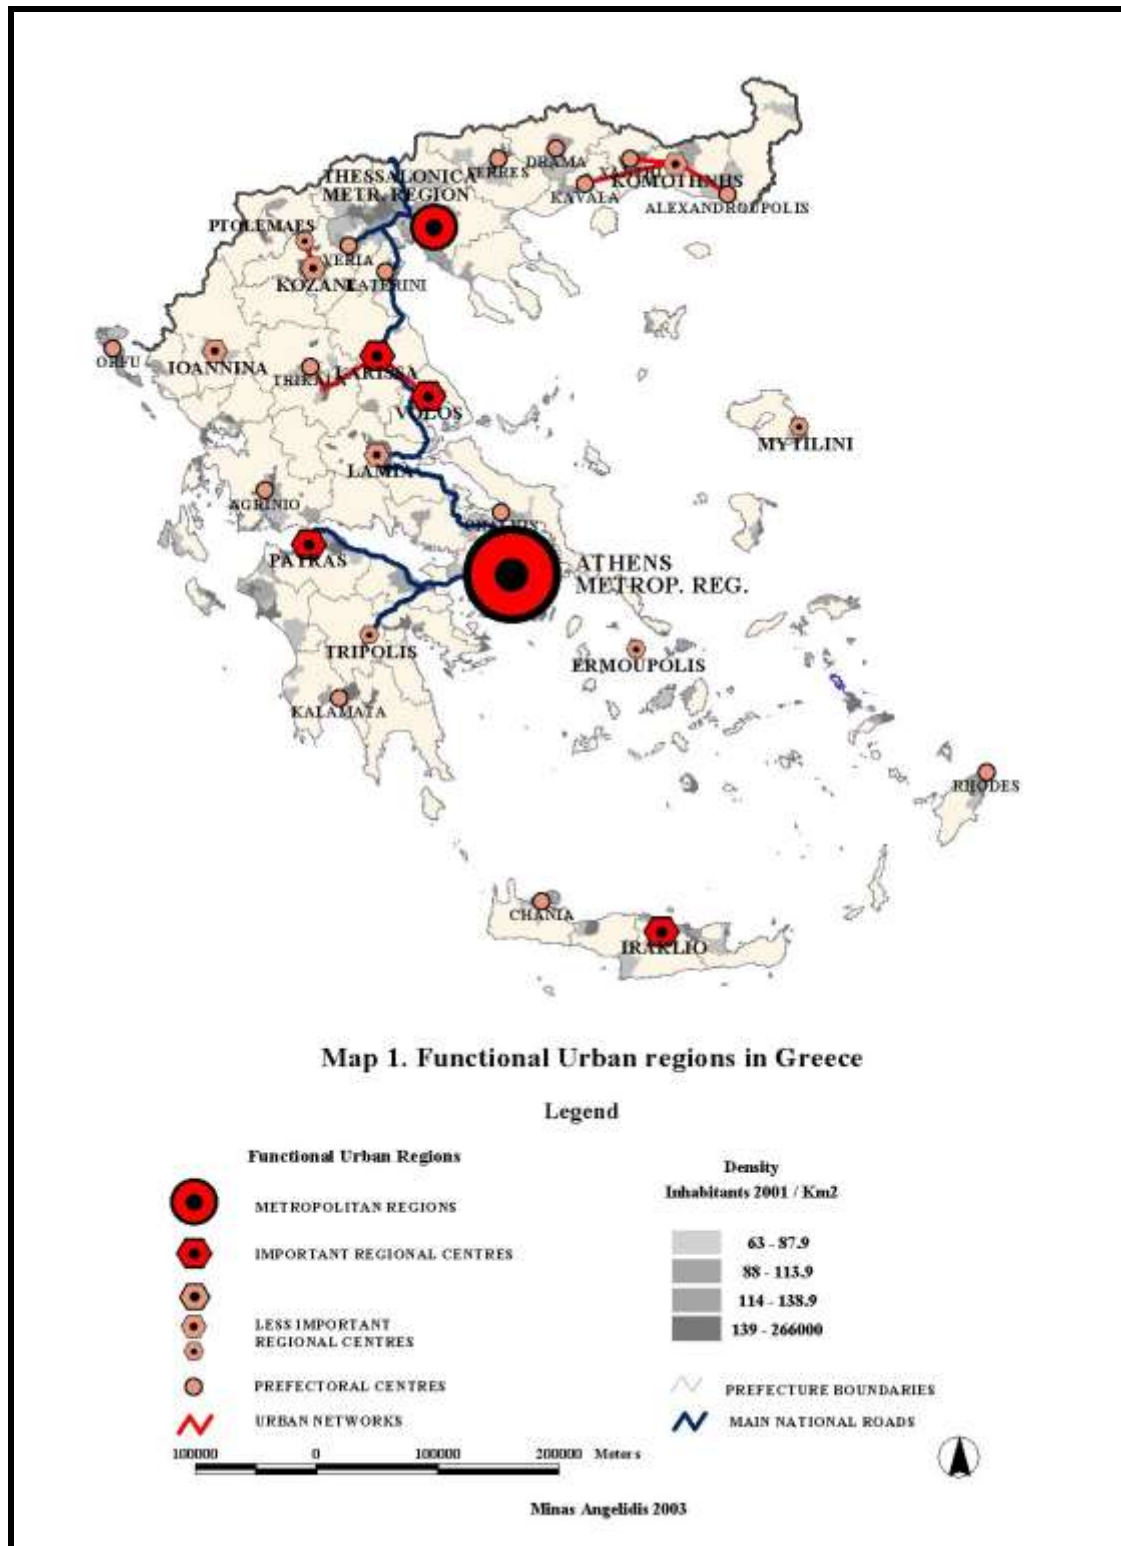 DRAMA
SERRES
XANTHI
KOMOTHNHS
THESSALONICA
METR. REGION
KAVALA
ALEXANDROUPOLIS
PTOLEMAES
VERIA
KOZANI
KATERINI
ORFU
IOANNINA
TRIKALA
LARISSA
VOLOS
MYTILINI
LAMIA
AGRINIO
CHALKIS
PATRAS
ATHENS
METROP. REG.
TRIPOLIS
ERMOUPOLIS
KALAMATA
RHODES
CHANIA
IRAKLIO
Map 1. Functional Urban regions in Greece
Legend
Functional Urban Regions
METROPOLITAN REGIONS
IMPORTANT REGIONAL CENTRES
LESS IMPORTANT
REGIONAL CENTRES
PREFECTORAL CENTRES
URBAN NETWORKS
Density
Inhabitants 2001 / Km2
63 - 87.9
88 - 113.9
114 - 138.9
139 - 266000
PREFECTURE BOUNDARIES
MAIN NATIONAL ROADS
100000 0 100000 200000 Meters
Minas Angelidis 2003